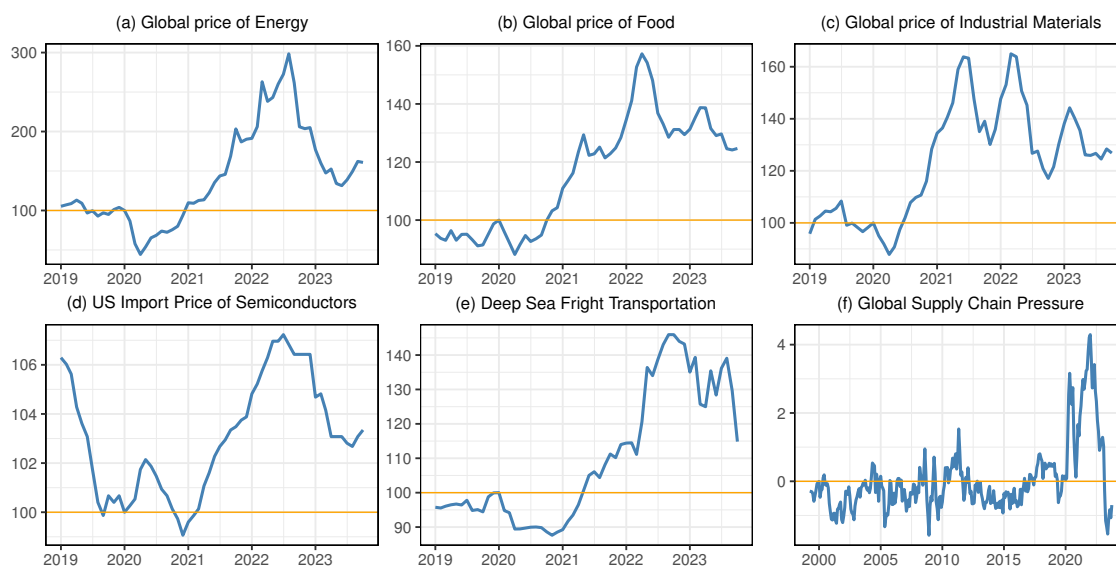 (a) Global price of Energy
300
200
100
2019 2020 2021 2022 2023
(b) Global price of Food
160
140
120
100
2019 2020 2021 2022 2023
(c) Global price of Industrial Materials
160
140
120
100
2019 2020 2021 2022 2023
(d) US Import Price of Semiconductors
106
104
102
100
2019 2020 2021 2022 2023
(e) Deep Sea Fright Transportation
140
130
120
110
100
90
2019 2020 2021 2022 2023
(f) Global Supply Chain Pressure
4
2
0
2000 2005 2010 2015 2020